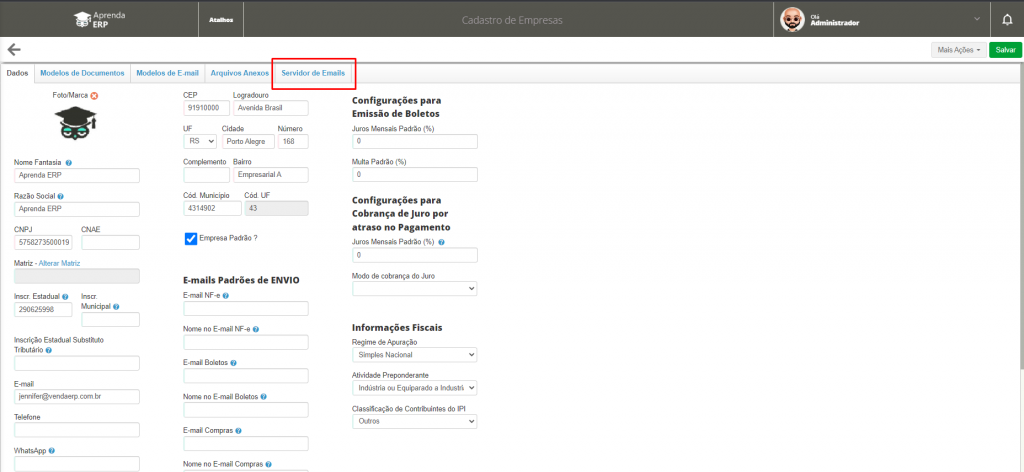 Aprenda
ERP
Atalhos
Cadastro de Empresas
Olá
Administrador
Mais Ações
Salvar
Dados
Modelos de Documentos
Modelos de E-mail
Arquivos Anexos
Servidor de Emails
Foto/Marca
Nome Fantasia
Aprenda ERP
Razão Social
Aprenda ERP
CNPJ CNAE
5758273500019
Matriz - Alterar Matriz
Inscr. Estadual Inscr. Municipal
290625998
Inscrição Estadual Substituto
Tributário
E-mail
jennifer@vendaerp.com.br
Telefone
WhatsApp
CEP Logradouro
91910000 Avenida Brasil
UF Cidade Número
RS Porto Alegre 168
Complemento Bairro
Empresarial A
Cód. Municipio Cód. UF
4314902 43
Empresa Padrão ?
E-mails Padrões de ENVIO
E-mail NF-e
Nome no E-mail NF-e
E-mail Boletos
Nome no E-mail Boletos
E-mail Compras
Nome no E-mail Compras
Configurações para
Emissão de Boletos
Juros Mensais Padrão (%)
0
Multa Padrão (%)
0
Configurações para
Cobrança de Juro por
atraso no Pagamento
Juros Mensais Padrão (%)
0
Modo de cobrança do Juro
Informações Fiscais
Regime de Apuração
Simples Nacional
Atividade Preponderante
Indústria ou Equiparado a Industria
Classificação de Contribuintes do IPI
Outros